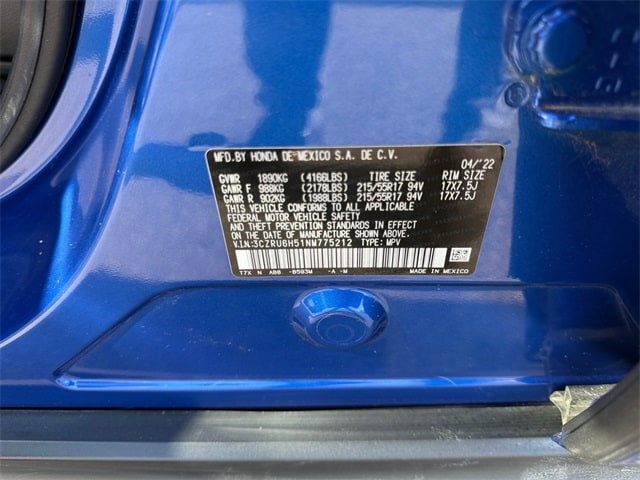 MFD.BY HONDA DE MEXICO S.A. DE C.V. 04/'22
GVWR 1890KG (4166LBS) TIRE SIZE RIM SIZE
GAWR F 988KG (2178LBS) 215/55R17 94V 17X7.5J
GAWR R 902KG (1988LBS) 215/55R17 94V 17X7.5J
THIS VEHICLE CONFORMS TO ALL APPLICABLE
FEDERAL MOTOR VEHICLE SAFETY
AND THEFT PREVENTION STANDARDS IN EFFECT
ON THE DATE OF MANUFACTURE SHOWN ABOVE.
V.I.N.:3CZRU6H51NM775212 TYPE: MPV
T7X N ABB -B593M -A -M MADE IN MEXICO